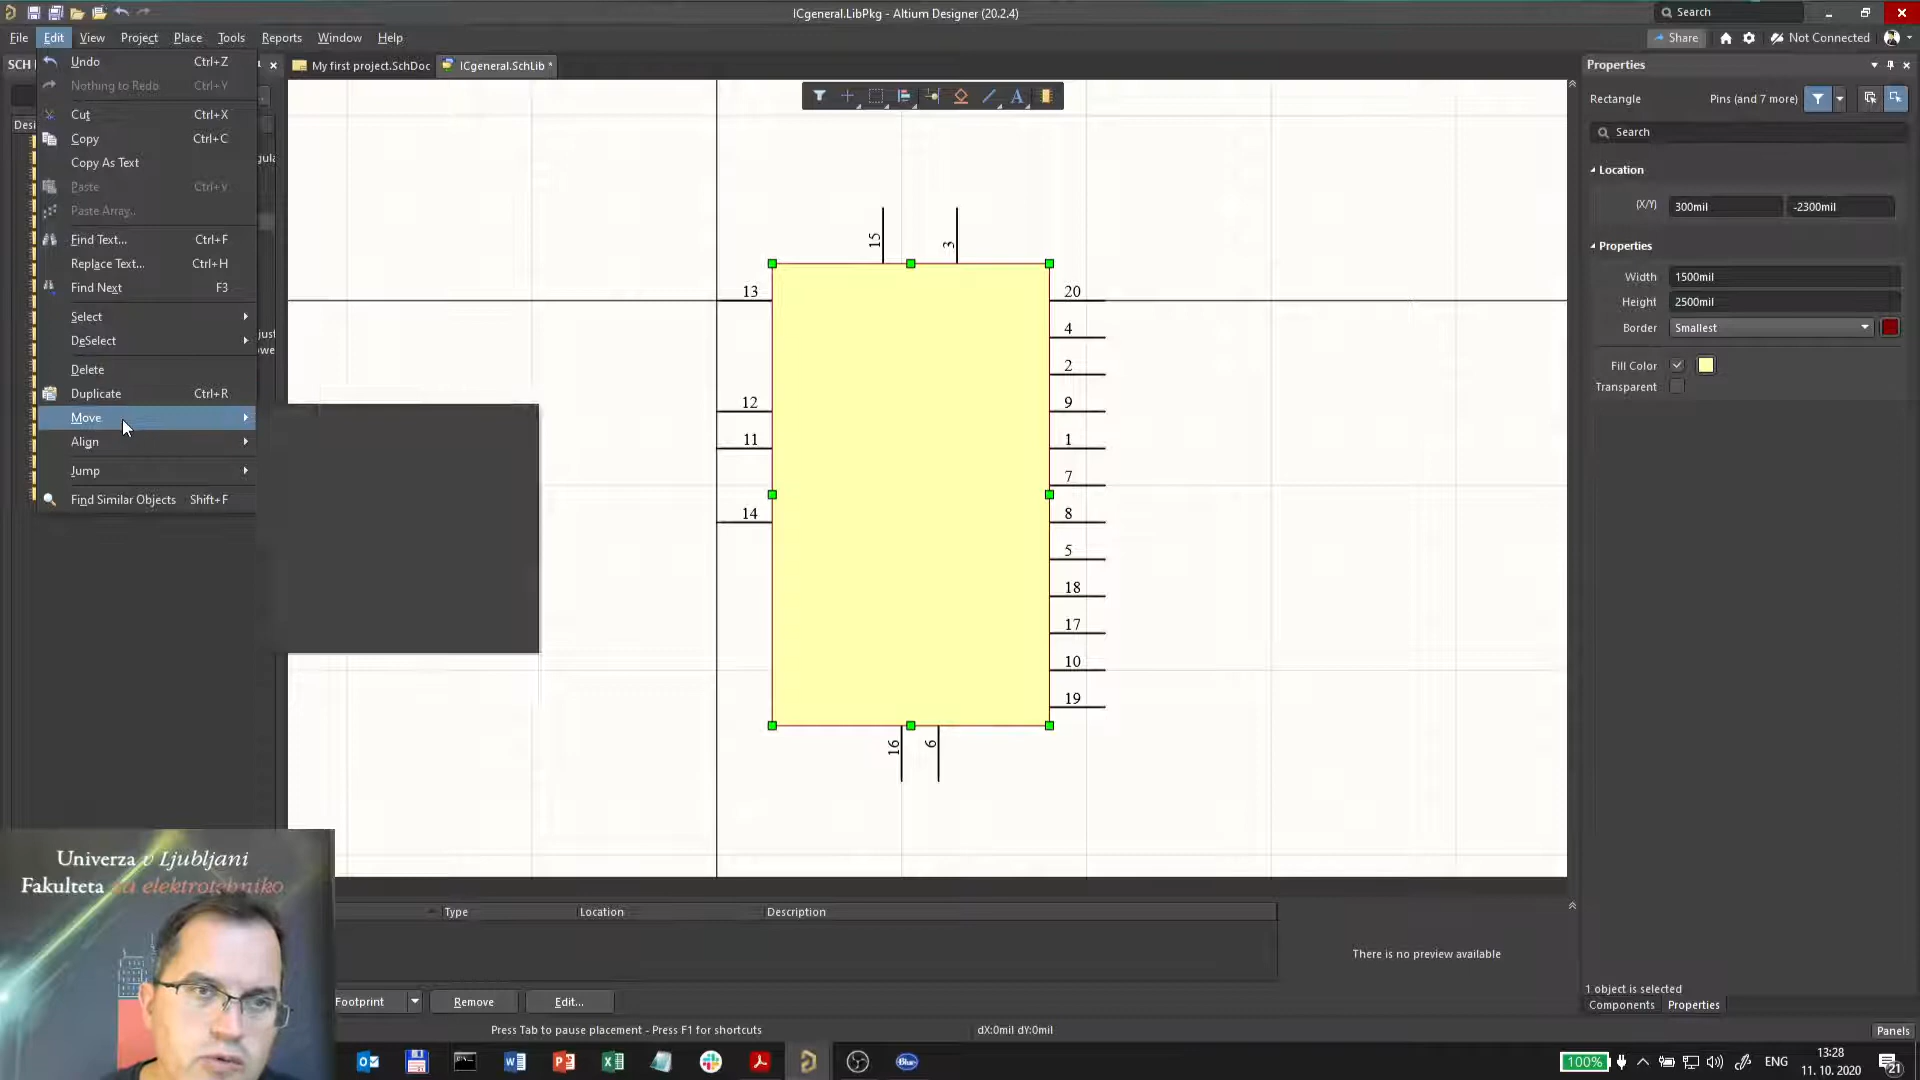 ICgeneral.LibPkg - Altium Designer (20.2.4)
Search
File Edit View Project Place Tools Reports Window Help
Share
Not Connected
SCH
My first project.SchDoc
ICgeneral.SchLib *
Properties
Undo Ctrl+Z
Nothing to Redo Ctrl+Y
Cut Ctrl+X
Copy Ctrl+C
Copy As Text
Paste Ctrl+V
Paste Array...
Find Text... Ctrl+F
Replace Text... Ctrl+H
Find Next F3
Select
DeSelect
Delete
Duplicate Ctrl+R
Move
Align
Jump
Find Similar Objects Shift+F
Desi
gula
just
owe
15
3
13
12
11
14
20
4
2
9
1
7
8
5
18
17
10
19
16
6
Rectangle Pins (and 7 more)
Search
Location
(X/Y) 300mil -2300mil
Properties
Width 1500mil
Height 2500mil
Border Smallest
Fill Color
Transparent
Type Location Description
There is no preview available
Footprint Remove Edit...
1 object is selected
Components Properties
Press Tab to pause placement - Press F1 for shortcuts
dX:0mil dY:0mil
Panels
Univerza v Ljubljani
Fakulteta za elektrotehniko
Blue
100%
ENG
13:28
11. 10. 2020
21